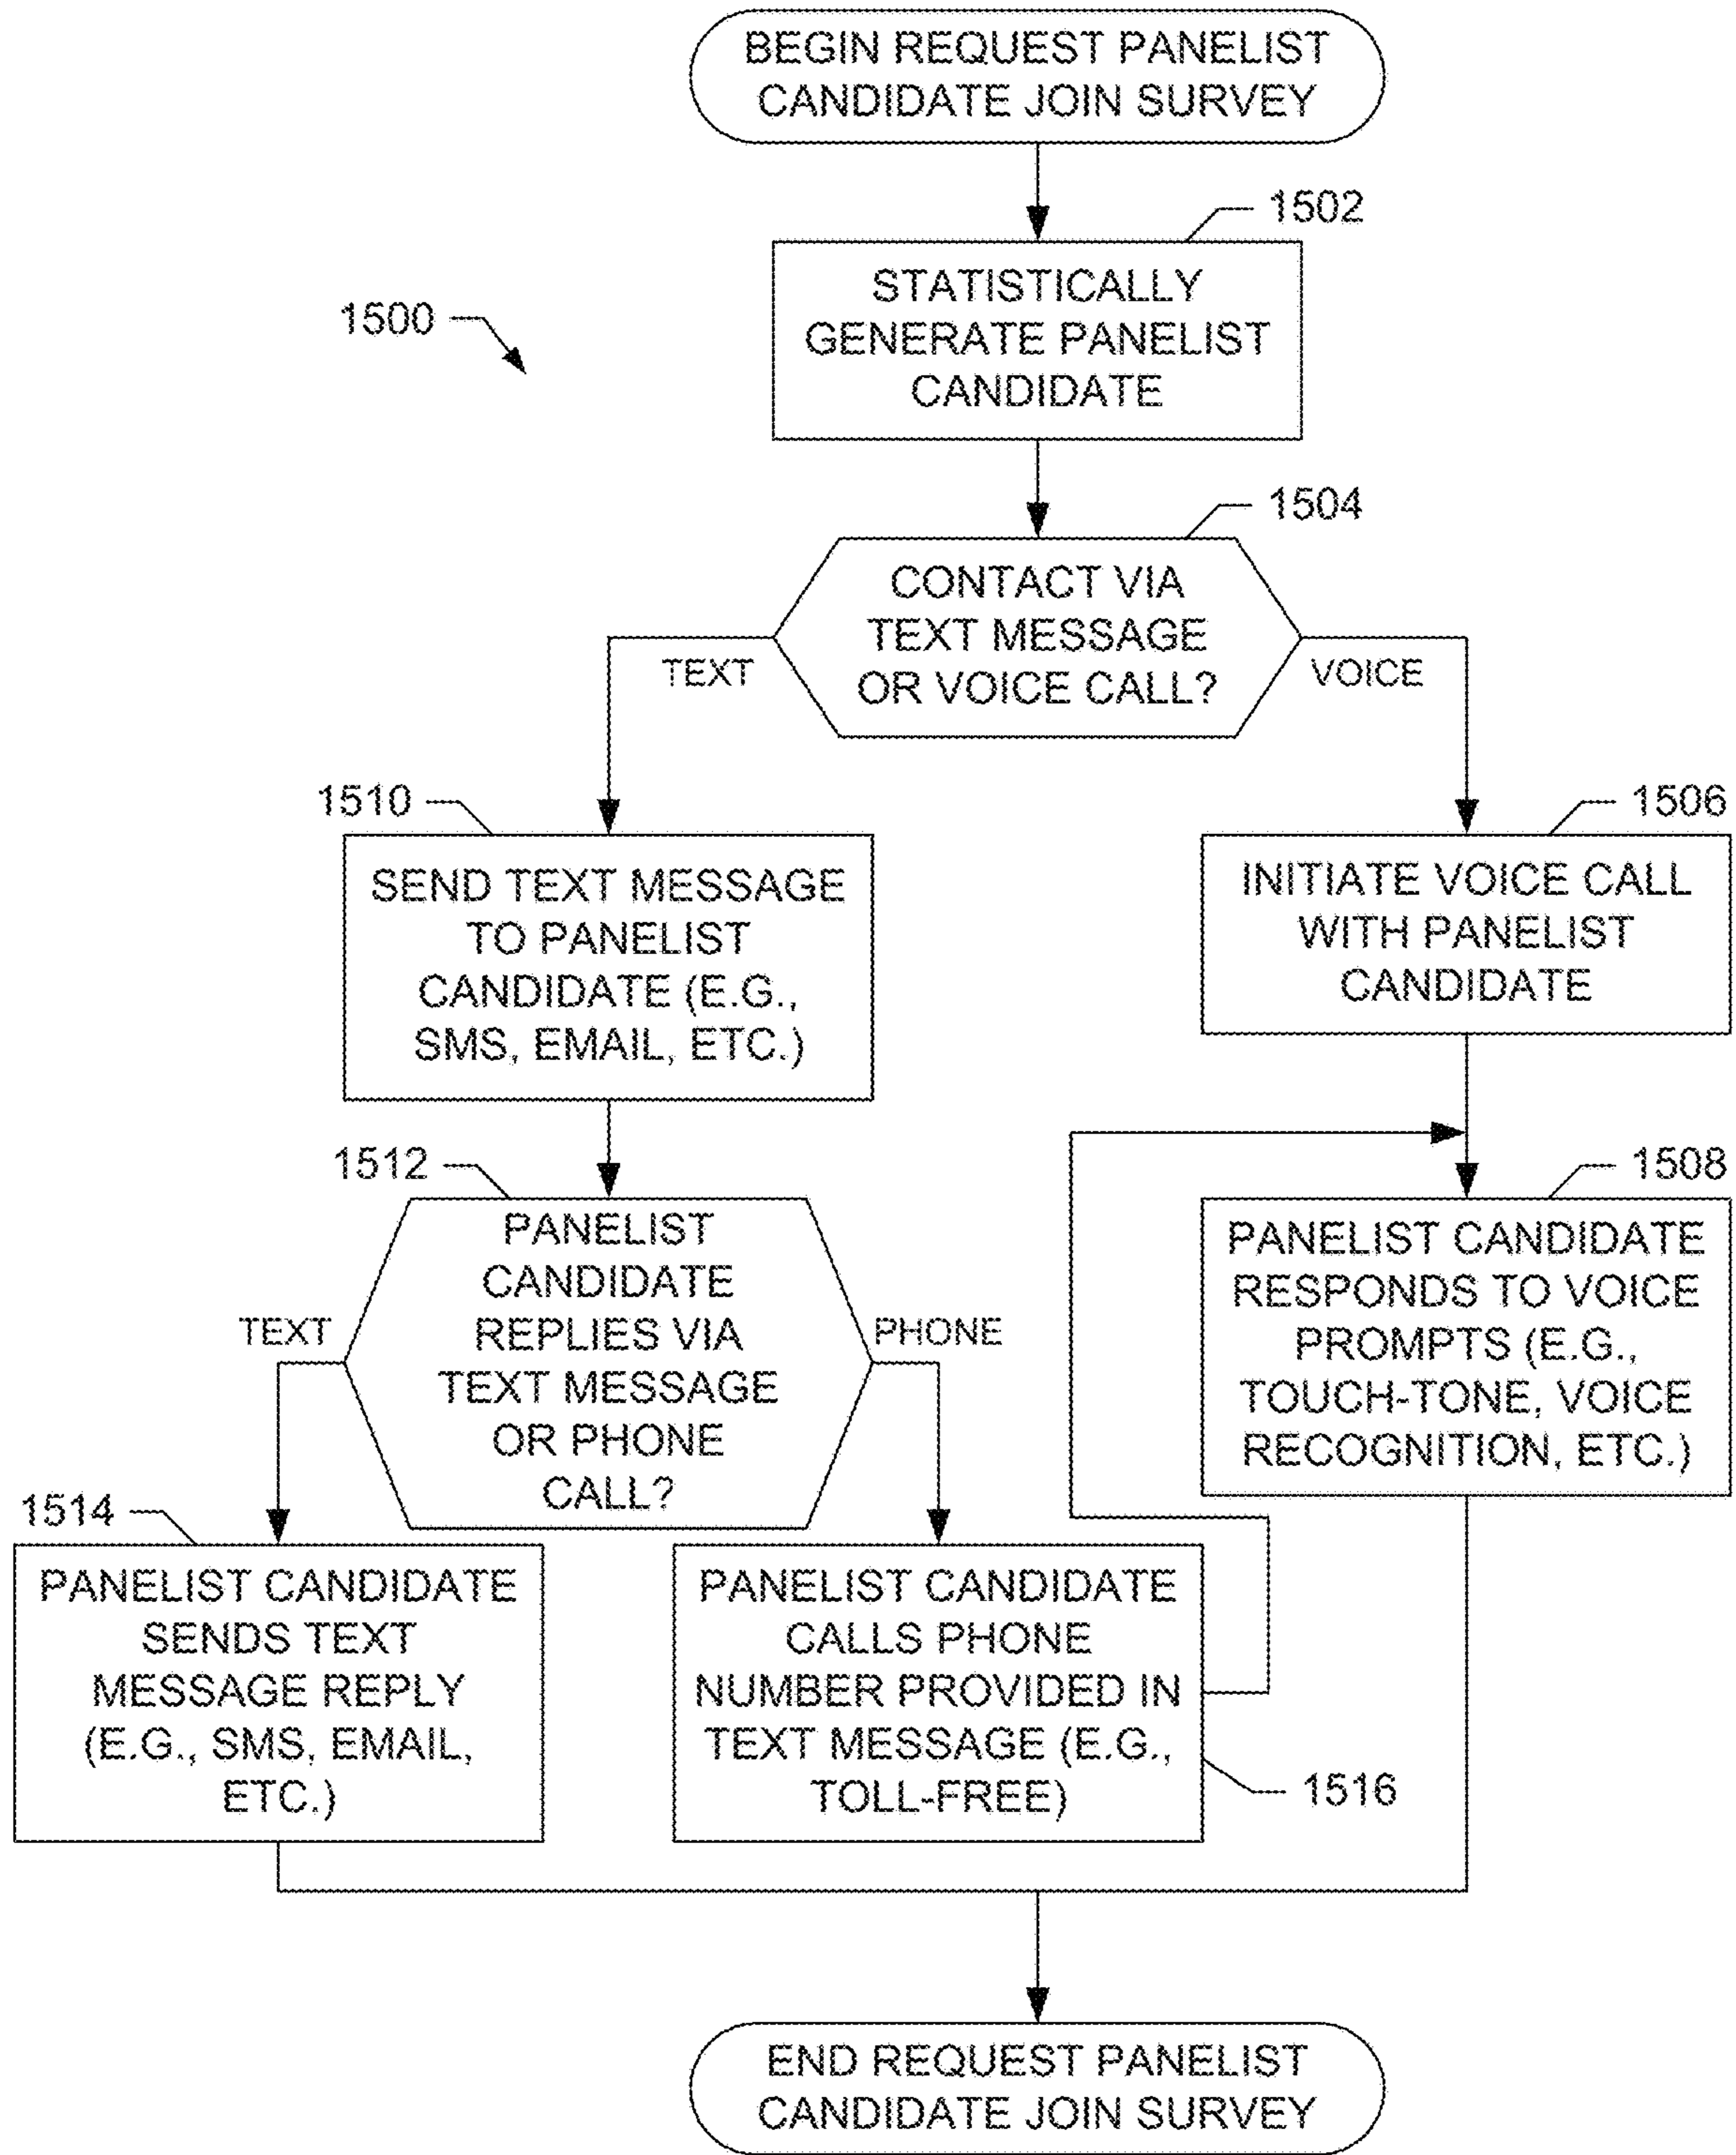 BEGIN REQUEST PANELIST
CANDIDATE JOIN SURVEY
1502
STATISTICALLY
GENERATE PANELIST
CANDIDATE
1500
1504
CONTACT VIA
TEXT MESSAGE
OR VOICE CALL?
TEXT
VOICE
1510
SEND TEXT MESSAGE
TO PANELIST
CANDIDATE (E.G.,
SMS, EMAIL, ETC.)
1506
INITIATE VOICE CALL
WITH PANELIST
CANDIDATE
1512
PANELIST
CANDIDATE
REPLIES VIA
TEXT MESSAGE
OR PHONE
CALL?
TEXT
PHONE
1508
PANELIST CANDIDATE
RESPONDS TO VOICE
PROMPTS (E.G.,
TOUCH-TONE, VOICE
RECOGNITION, ETC.)
1514
PANELIST CANDIDATE
SENDS TEXT
MESSAGE REPLY
(E.G., SMS, EMAIL,
ETC.)
PANELIST CANDIDATE
CALLS PHONE
NUMBER PROVIDED IN
TEXT MESSAGE (E.G.,
TOLL-FREE)
1516
END REQUEST PANELIST
CANDIDATE JOIN SURVEY